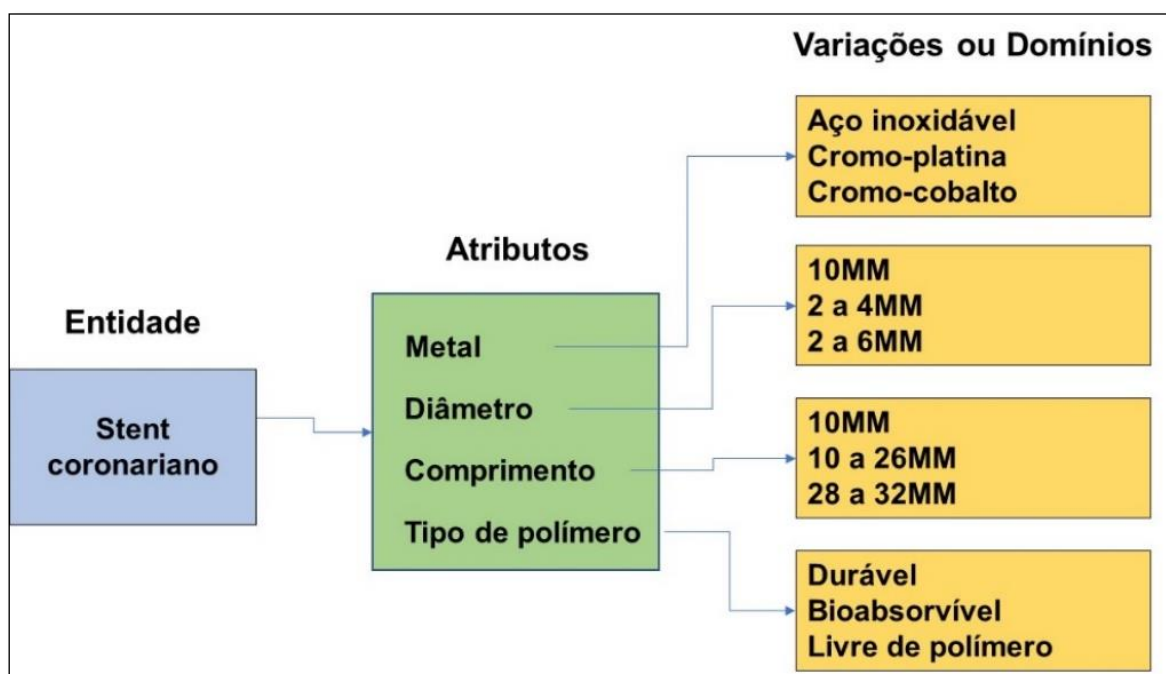 Entidade
Stent
coronariano
Atributos
Metal
Diâmetro
Comprimento
Tipo de polímero
Variações ou Domínios
Aço inoxidável
Cromo-platina
Cromo-cobalto
10MM
2 a 4MM
2 a 6MM
10MM
10 a 26MM
28 a 32MM
Durável
Bioabsorvível
Livre de polímero